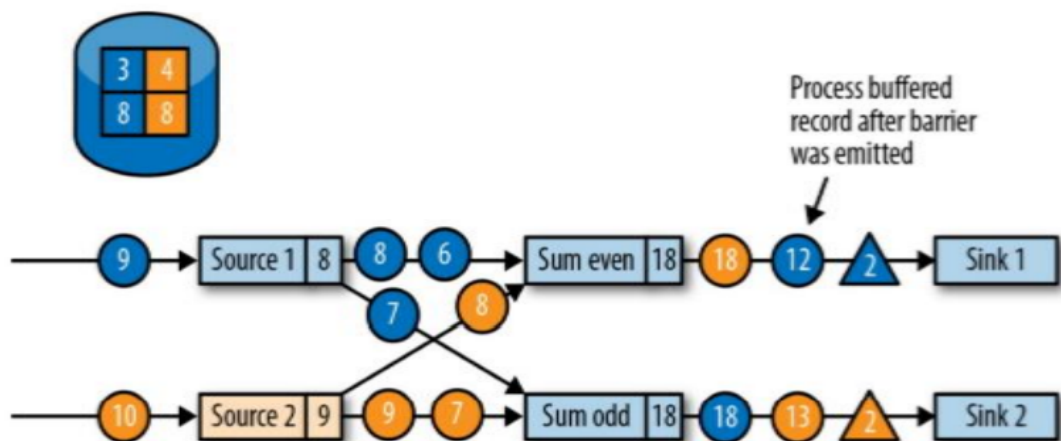 3 4
8 8
Process buffered
record after barrier
was emitted
9 Source 1 8 8 6 Sum even 18 18 12 2 Sink 1
7 8
10 Source 2 9 9 7 Sum odd 18 18 13 2 Sink 2